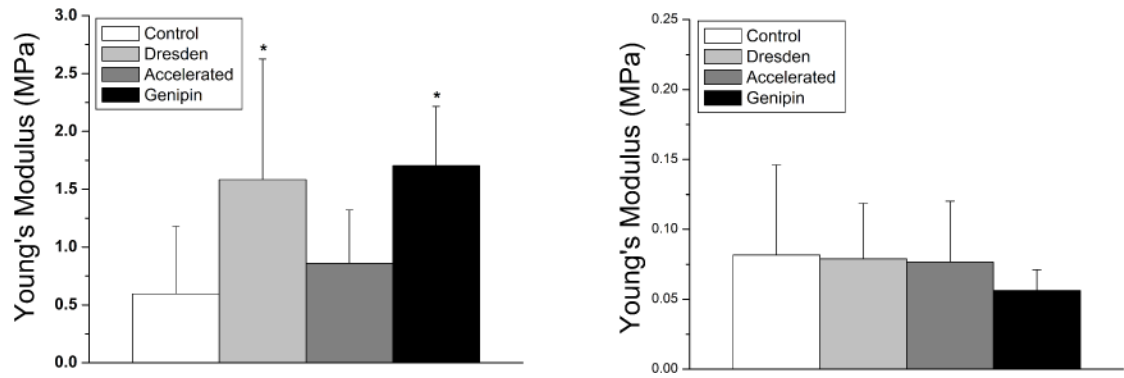 Young's Modulus (MPa)
3.0
2.5
2.0
1.5
1.0
0.5
0.0
Control
Dresden
Accelerated
Genipin
*
*
Young's Modulus (MPa)
0.25
0.20
0.15
0.10
0.05
0.00
Control
Dresden
Accelerated
Genipin